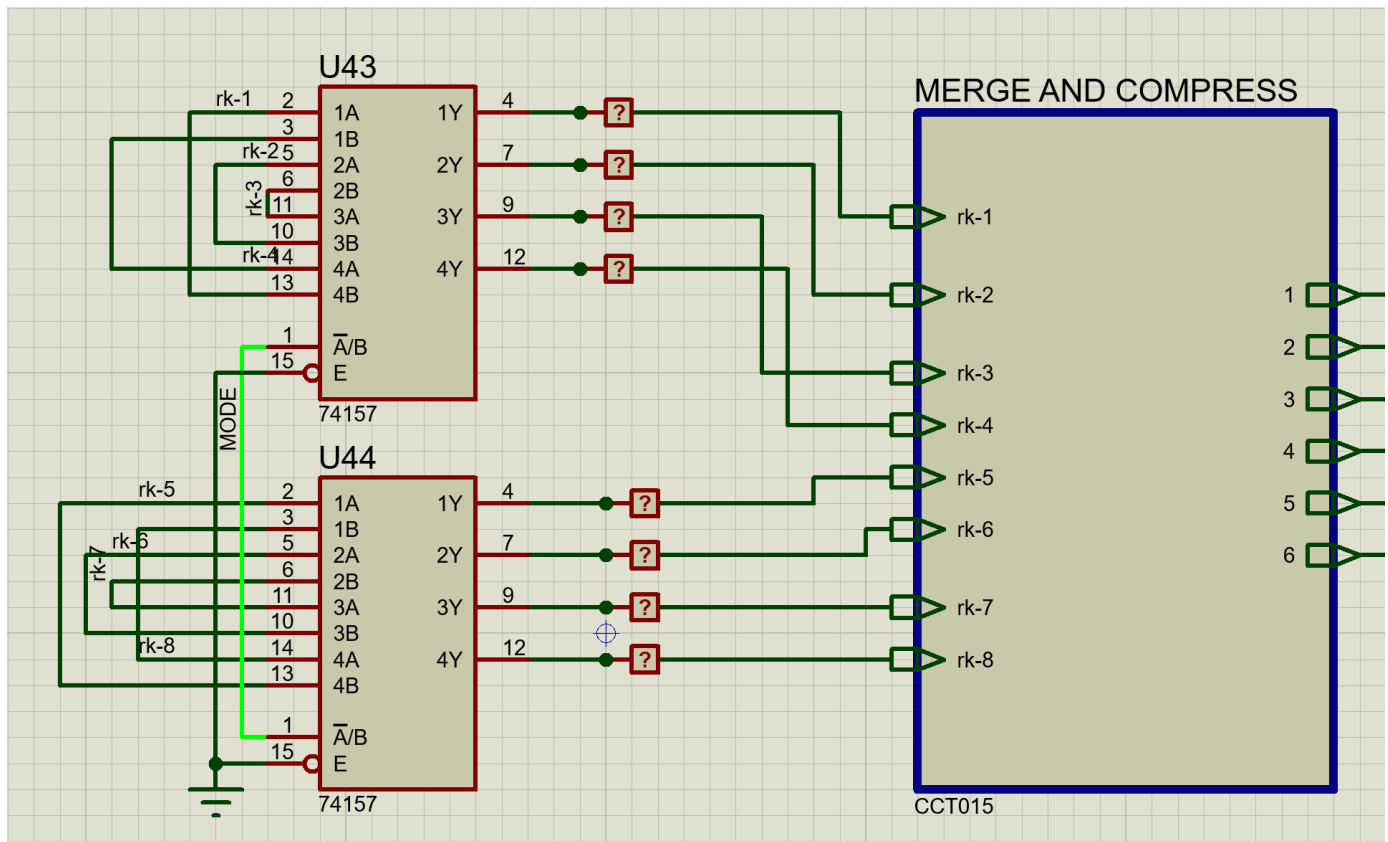 U43
rk-1 2 1A 1Y 4 ?
3 1B
rk-2 5 2A 2Y 7 ?
6 2B
rk-3 11 3A 3Y 9 ?
10 3B
rk-4 14 4A 4Y 12 ?
13 4B
1 A̅/B
15 E
74157
MODE
U44
rk-5 2 1A 1Y 4 ?
3 1B
rk-6 5 2A 2Y 7 ?
6 2B
rk-7 11 3A 3Y 9 ?
10 3B
rk-8 14 4A 4Y 12 ?
13 4B
1 A̅/B
15 E
74157
MERGE AND COMPRESS
rk-1
rk-2 1
2
rk-3 3
rk-4 4
rk-5 5
rk-6 6
rk-7
rk-8
CCT015